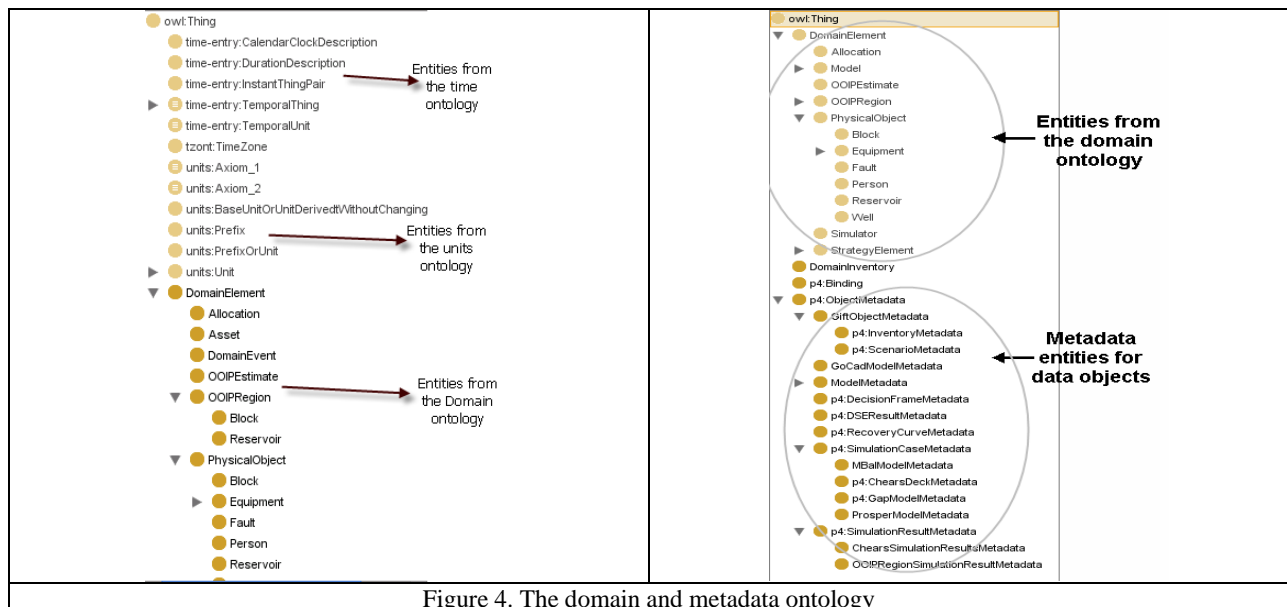 owl:Thing
time-entry:CalendarClockDescription
time-entry:DurationDescription
time-entry:InstantThingPair
time-entry:TemporalThing
time-entry:TemporalUnit
tzont:TimeZone
units:Axiom_1
units:Axiom_2
units:BaseUnitOrUnitDerivedtWithoutChanging
units:Prefix
units:PrefixOrUnit
units:Unit
DomainElement
Allocation
Asset
DomainEvent
OOIPEstimate
OOIPRegion
Block
Reservoir
PhysicalObject
Block
Equipment
Fault
Person
Reservoir
Entities from
the time
ontology
Entities from
the units
ontology
Entities from
the Domain
ontology
owl:Thing
DomainElement
Allocation
Model
OOIPEstimate
OOIPRegion
PhysicalObject
Block
Equipment
Fault
Person
Reservoir
Well
Simulator
StrategyElement
DomainInventory
p4:Binding
p4:ObjectMetadata
GiftObjectMetadata
p4:InventoryMetadata
p4:ScenarioMetadata
GoCadModelMetadata
ModelMetadata
p4:DecisionFrameMetadata
p4:DSEResultMetadata
p4:RecoveryCurveMetadata
p4:SimulationCaseMetadata
MBalModelMetadata
p4:ChearsDeckMetadata
p4:GapModelMetadata
ProsperModelMetadata
p4:SimulationResultMetadata
ChearsSimulationResultsMetadata
OOIPRegionSimulationResultMetadata
Entities from
the domain
ontology
Metadata
entities for
data objects
Figure 4. The domain and metadata ontology